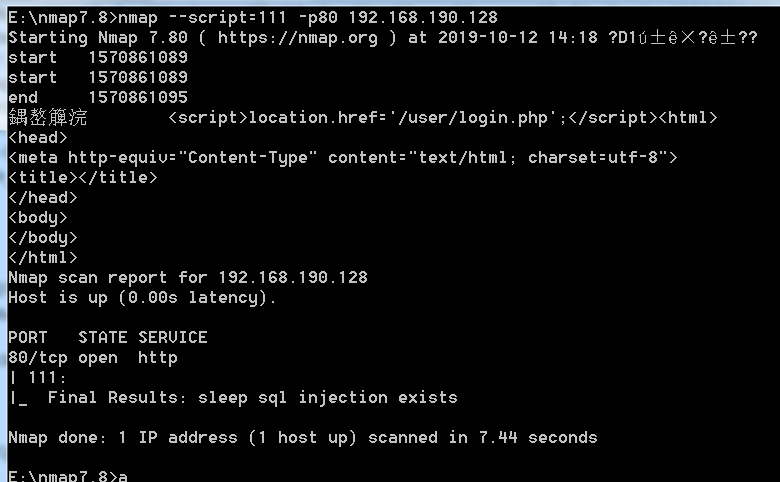 E:\nmap7.8>nmap --script=111 -p80 192.168.190.128
Starting Nmap 7.80 ( https://nmap.org ) at 2019-10-12 14:18 ?D1ú±ê×?ê±??
start   1570861089
start   1570861089
end     1570861095
<script>location.href='/user/login.php';</script><html>
<head>
<meta http-equiv="Content-Type" content="text/html; charset=utf-8">
<title></title>
</head>
<body>
</body>
</html>
Nmap scan report for 192.168.190.128
Host is up (0.00s latency).
PORT   STATE SERVICE
80/tcp open  http
| 111:
|_  Final Results: sleep sql injection exists
Nmap done: 1 IP address (1 host up) scanned in 7.44 seconds
E:\nmap7.8>a